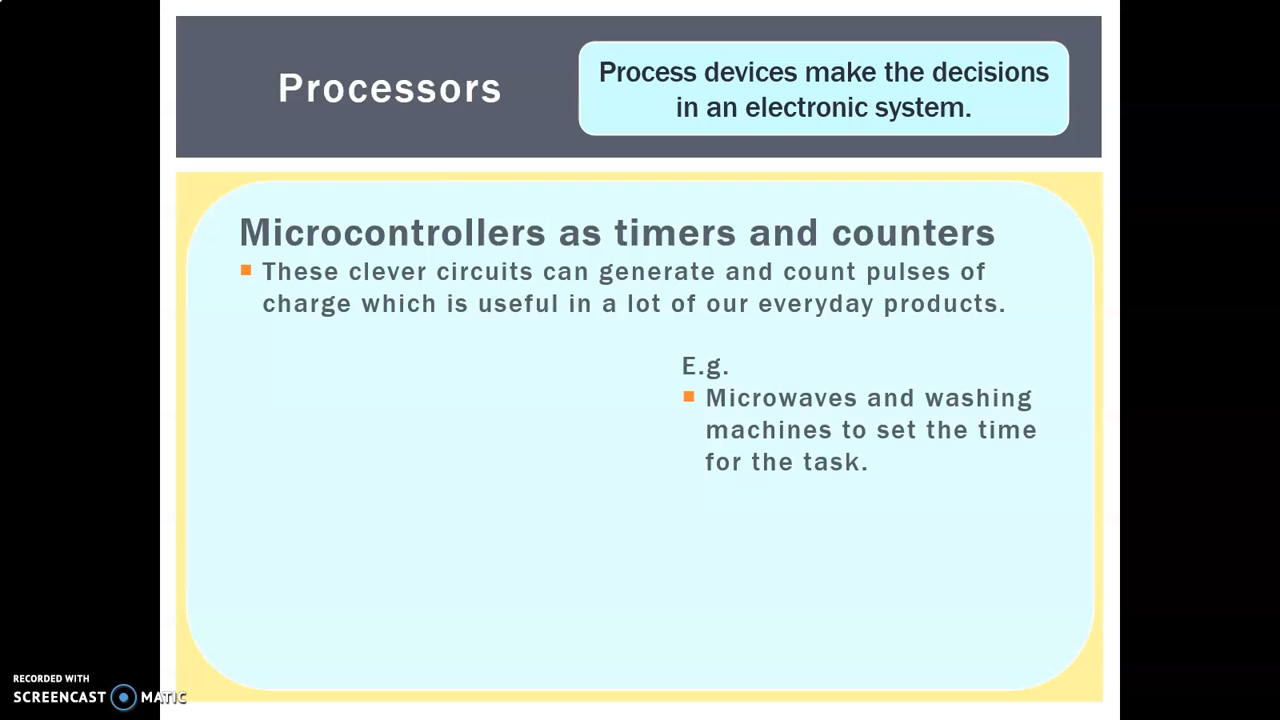 Processors
Process devices make the decisions
in an electronic system.
Microcontrollers as timers and counters
These clever circuits can generate and count pulses of
charge which is useful in a lot of our everyday products.
E.g.
Microwaves and washing
machines to set the time
for the task.
RECORDED WITH
SCREENCAST MATIC